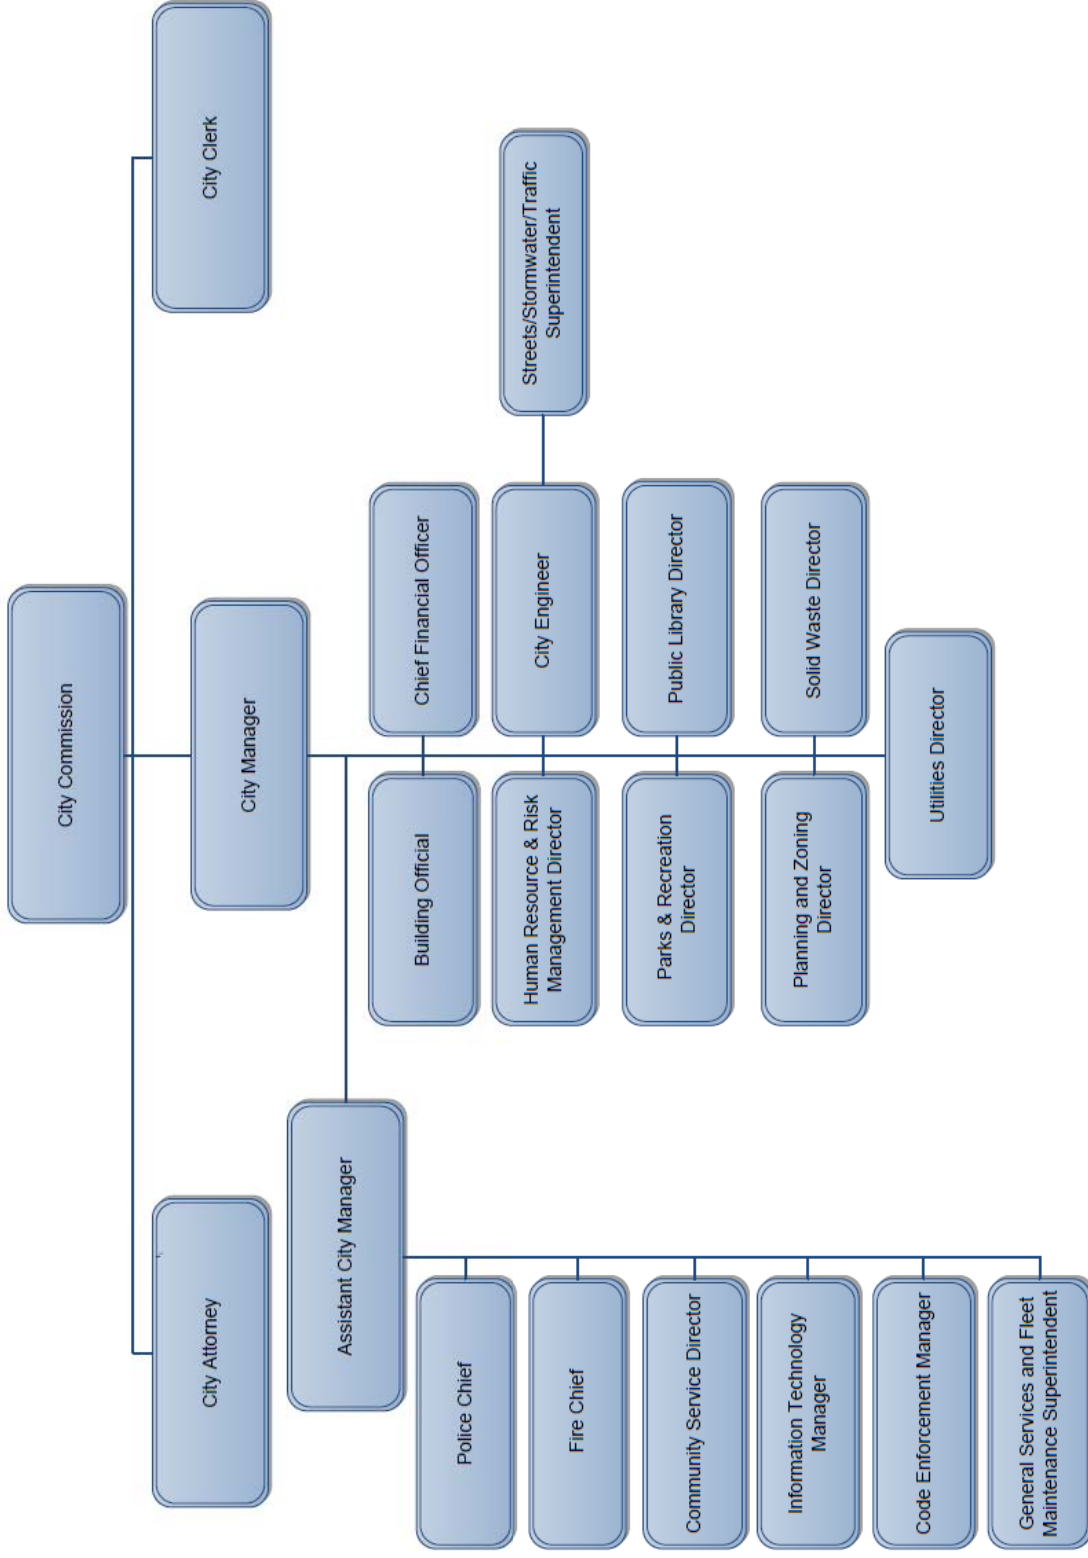 City Commission
City Attorney
City Manager
City Clerk
Assistant City Manager
Building Official
Chief Financial Officer
Human Resource & Risk
Management Director
City Engineer
Streets/Stormwater/Traffic
Superintendent
Parks & Recreation
Director
Public Library Director
Planning and Zoning
Director
Solid Waste Director
Utilities Director
Police Chief
Fire Chief
Community Service Director
Information Technology
Manager
Code Enforcement Manager
General Services and Fleet
Maintenance Superintendent